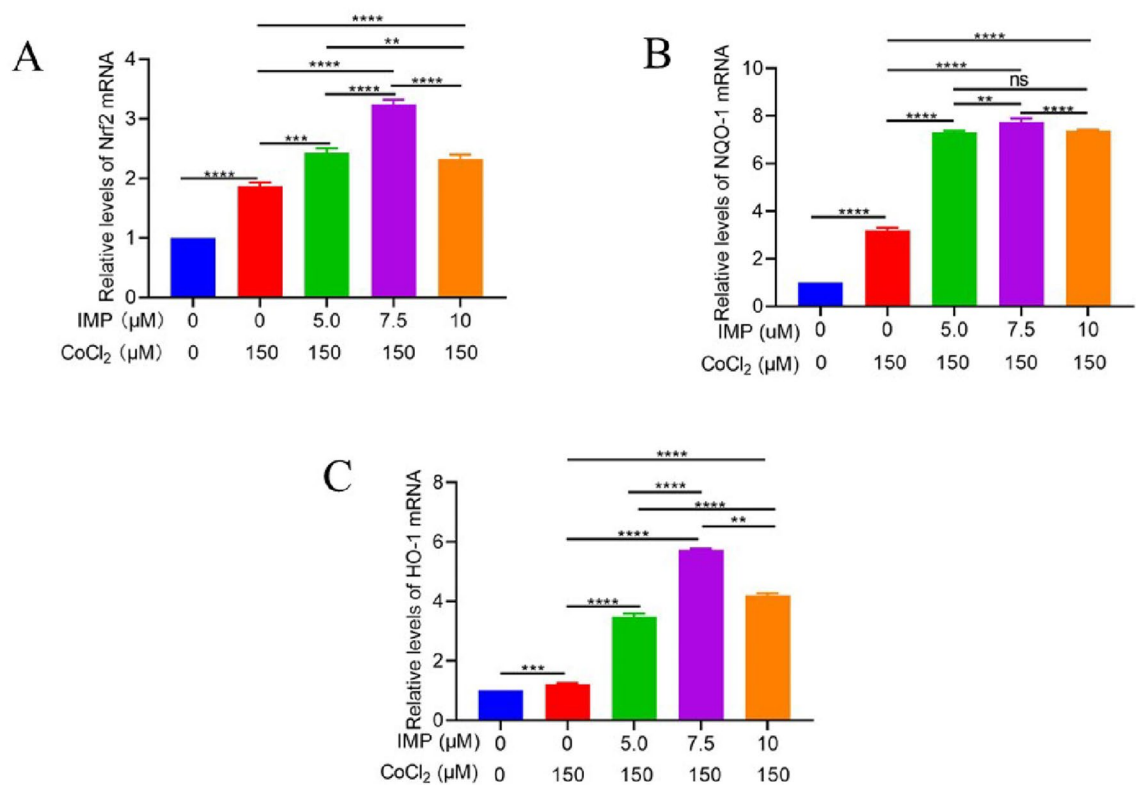 A
Relative levels of Nrf2 mRNA
4
3
2
1
0
****
**
****
****
****
***
****
IMP (μM) 0 0 5.0 7.5 10
CoCl2 (μM) 0 150 150 150 150
B
Relative levels of NQO-1 mRNA
10
8
6
4
2
0
****
****
ns
**
****
****
****
IMP (uM) 0 0 5.0 7.5 10
CoCl2 (μM) 0 150 150 150 150
C
Relative levels of HO-1 mRNA
8
6
4
2
0
****
****
****
**
****
****
***
IMP (μM) 0 0 5.0 7.5 10
CoCl2 (μM) 0 150 150 150 150